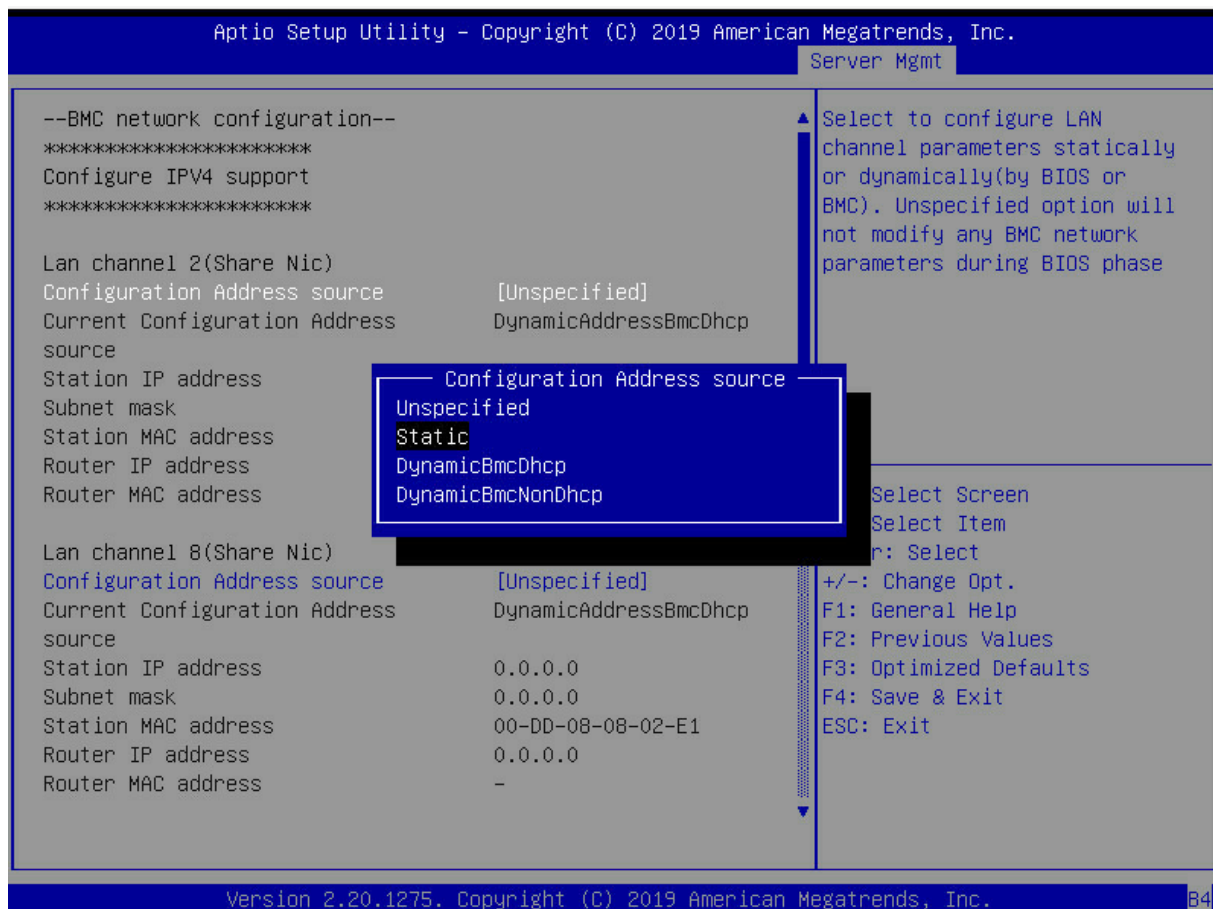 Aptio Setup Utility – Copyright (C) 2019 American Megatrends, Inc.
Server Mgmt
--BMC network configuration--
**********************
Configure IPV4 support
**********************
Lan channel 2(Share Nic)
Configuration Address source [Unspecified]
Current Configuration Address DynamicAddressBmcDhcp
source
Station IP address
Subnet mask
Station MAC address
Router IP address
Router MAC address
Configuration Address source
Unspecified
Static
DynamicBmcDhcp
DynamicBmcNonDhcp
Lan channel 8(Share Nic)
Configuration Address source [Unspecified]
Current Configuration Address DynamicAddressBmcDhcp
source
Station IP address 0.0.0.0
Subnet mask 0.0.0.0
Station MAC address 00-DD-08-08-02-E1
Router IP address 0.0.0.0
Router MAC address –
Select to configure LAN
channel parameters statically
or dynamically(by BIOS or
BMC). Unspecified option will
not modify any BMC network
parameters during BIOS phase
Select Screen
Select Item
r: Select
+/-: Change Opt.
F1: General Help
F2: Previous Values
F3: Optimized Defaults
F4: Save & Exit
ESC: Exit
Version 2.20.1275. Copyright (C) 2019 American Megatrends, Inc.
B4